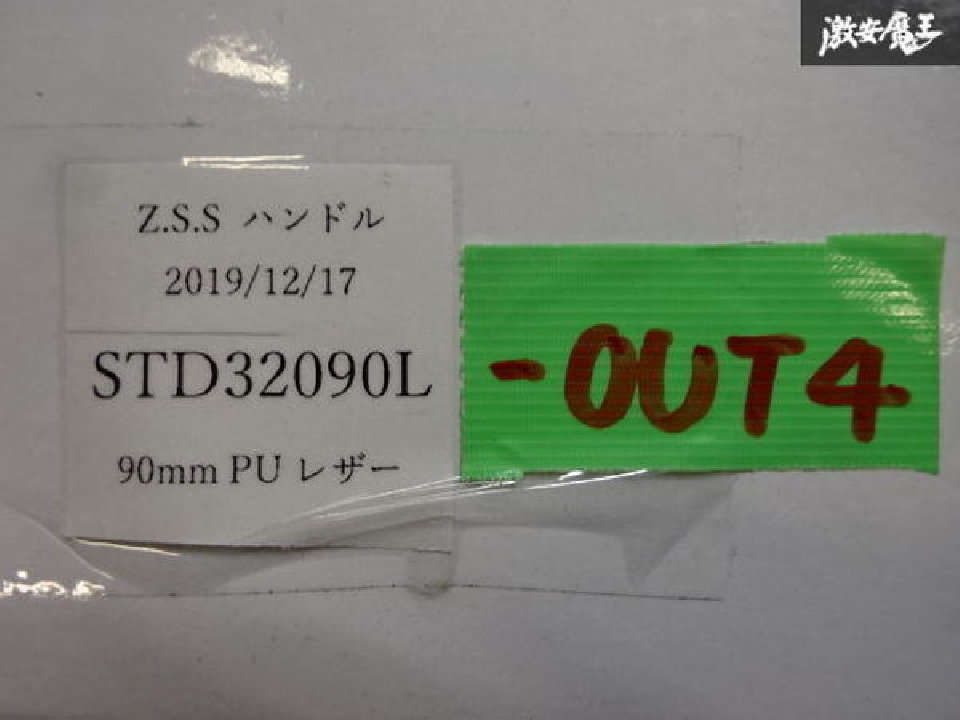 激安魔王
Z.S.S ハンドル
2019/12/17
STD32090L
90mm PU レザー
-OUT4